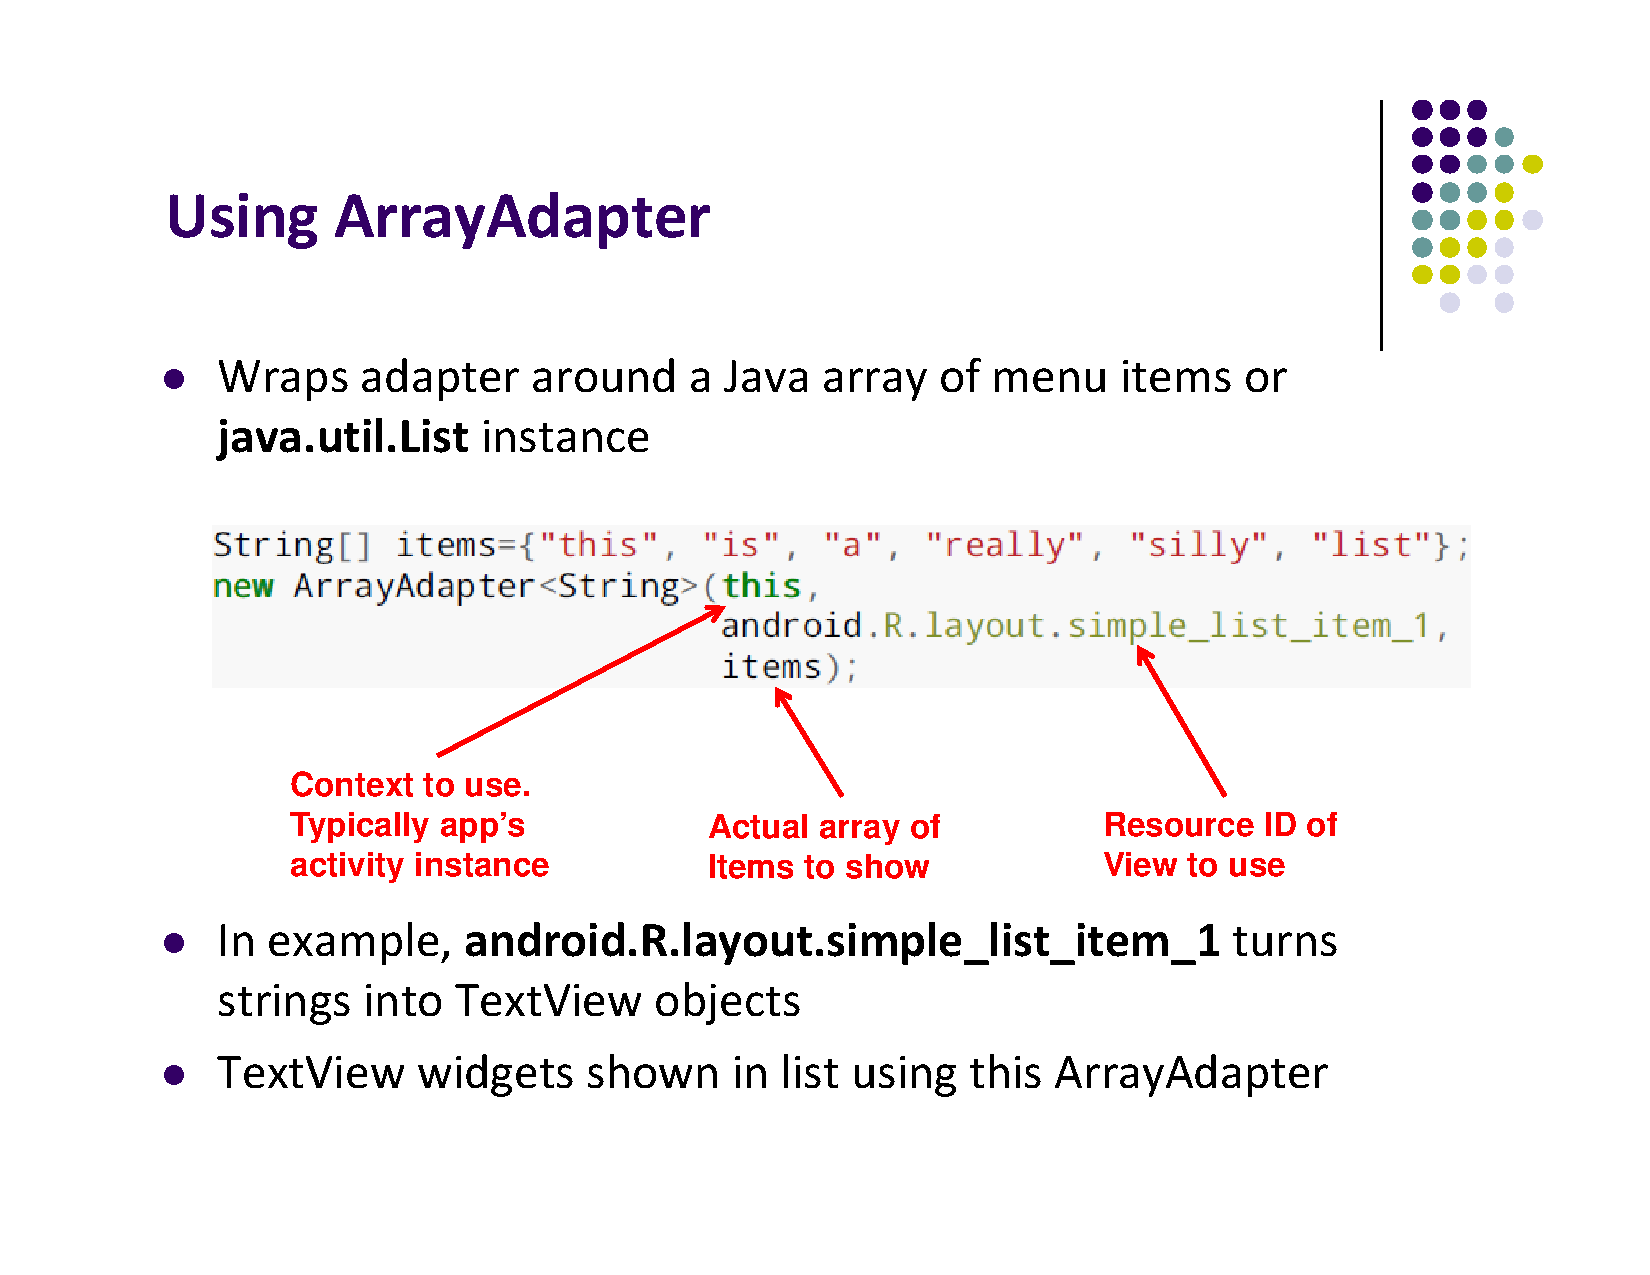 Using ArrayAdapter
Wraps adapter around a Java array of menu items or
java.util.List instance
String[] items={"this", "is", "a", "really", "silly", "list"};
new ArrayAdapter<String>(this,
android.R.layout.simple_list_item_1,
items);
Context to use.
Typically app’s
activity instance
Actual array of
Items to show
Resource ID of
View to use
In example, android.R.layout.simple_list_item_1 turns
strings into TextView objects
TextView widgets shown in list using this ArrayAdapter